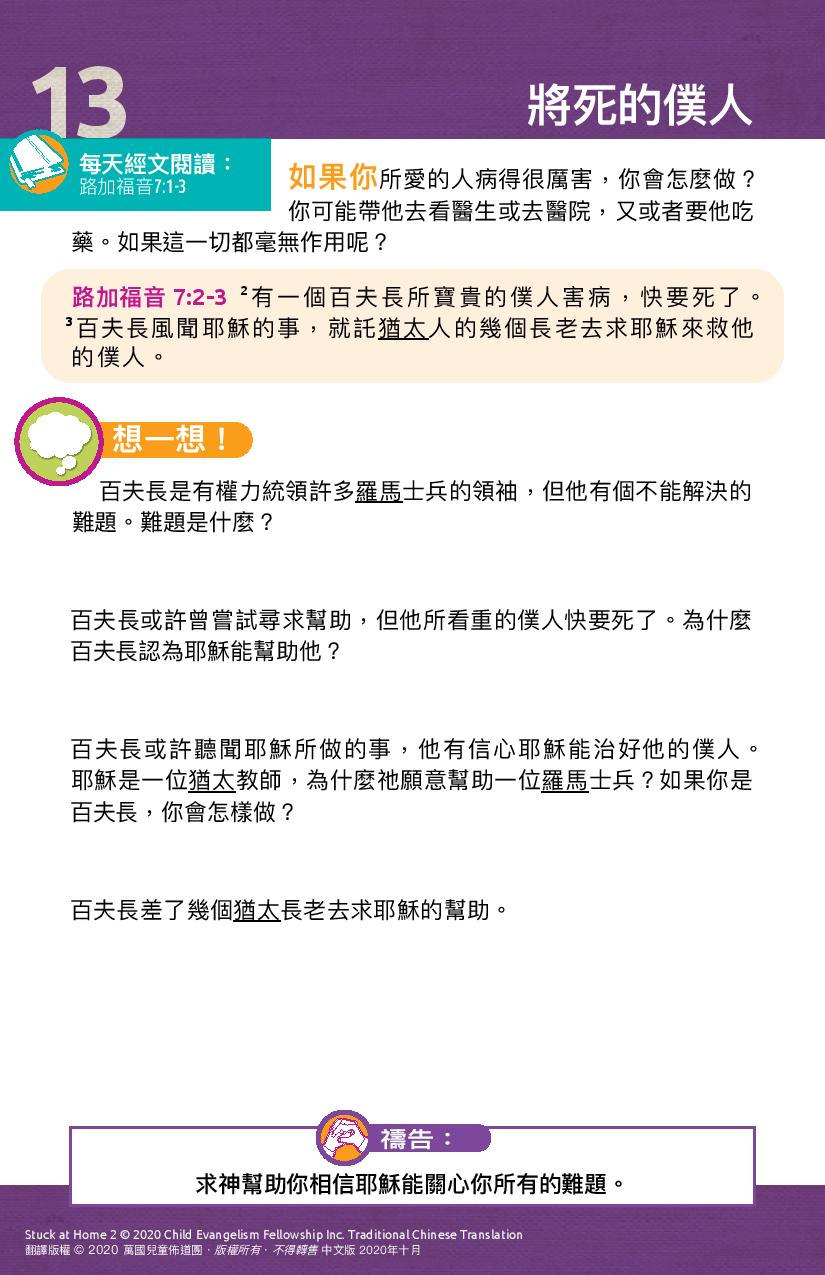 13
將死的僕人
每天經文閱讀：
路加福音7:1-3
如果你所愛的人病得很厲害，你會怎麼做？
你可能帶他去看醫生或去醫院，又或者要他吃
藥。如果這一切都毫無作用呢？
路加福音 7:2-3 ²有一個百夫長所寶貴的僕人害病，快要死了。
³百夫長風聞耶穌的事，就託猶太人的幾個長老去求耶穌來救他
的僕人。
想一想！
百夫長是有權力統領許多羅馬士兵的領袖，但他有個不能解決的
難題。難題是什麼？
百夫長或許曾嘗試尋求幫助，但他所看重的僕人快要死了。為什麼
百夫長認為耶穌能幫助他？
百夫長或許聽聞耶穌所做的事，他有信心耶穌能治好他的僕人。
耶穌是一位猶太教師，為什麼祂願意幫助一位羅馬士兵？如果你是
百夫長，你會怎樣做？
百夫長差了幾個猶太長老去求耶穌的幫助。
禱告：
求神幫助你相信耶穌能關心你所有的難題。
Stuck at Home 2 © 2020 Child Evangelism Fellowship Inc. Traditional Chinese Translation
翻譯版權 © 2020 萬國兒童佈道團．版權所有．不得轉售 中文版 2020年十月